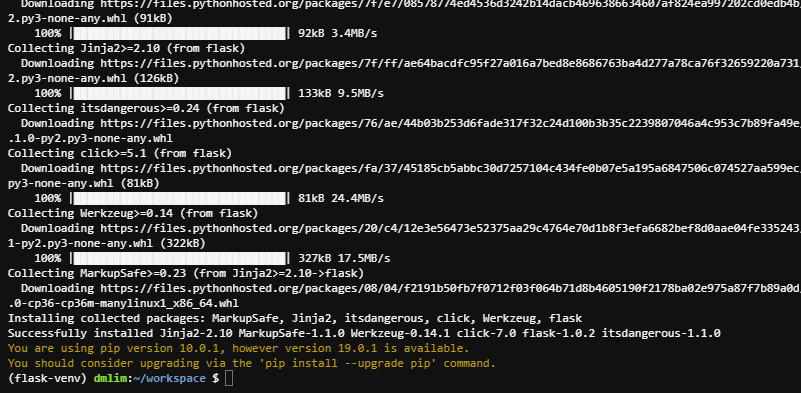 Downloading https://files.pythonhosted.org/packages/7f/e7/08578774ed4536d3242b14dacb4696386634607af824ea997202cd0edb4b
2.py3-none-any.whl (91kB)
100% |████████████████████████████████| 92kB 3.4MB/s
Collecting Jinja2>=2.10 (from flask)
Downloading https://files.pythonhosted.org/packages/7f/ff/ae64bacdfc95f27a016a7bed8e8686763ba4d277a78ca76f32659220a731
2.py3-none-any.whl (126kB)
100% |████████████████████████████████| 133kB 9.5MB/s
Collecting itsdangerous>=0.24 (from flask)
Downloading https://files.pythonhosted.org/packages/76/ae/44b03b253d6fade317f32c24d100b3b35c2239807046a4c953c7b89fa49e
.1.0-py2.py3-none-any.whl
Collecting click>=5.1 (from flask)
Downloading https://files.pythonhosted.org/packages/fa/37/45185cb5abbc30d7257104c434fe0b07e5a195a6847506c074527aa599ec
py3-none-any.whl (81kB)
100% |████████████████████████████████| 81kB 24.4MB/s
Collecting Werkzeug>=0.14 (from flask)
Downloading https://files.pythonhosted.org/packages/20/c4/12e3e56473e52375aa29c4764e70d1b8f3efa6682bef8d0aae04fe335243
1-py2.py3-none-any.whl (322kB)
100% |████████████████████████████████| 327kB 17.5MB/s
Collecting MarkupSafe>=0.23 (from Jinja2>=2.10->flask)
Downloading https://files.pythonhosted.org/packages/08/04/f2191b50fb7f0712f03f064b71d8b4605190f2178ba02e975a87f7b89a0d
.0-cp36-cp36m-manylinux1_x86_64.whl
Installing collected packages: MarkupSafe, Jinja2, itsdangerous, click, Werkzeug, flask
Successfully installed Jinja2-2.10 MarkupSafe-1.1.0 Werkzeug-0.14.1 click-7.0 flask-1.0.2 itsdangerous-1.1.0
You are using pip version 10.0.1, however version 19.0.1 is available.
You should consider upgrading via the 'pip install --upgrade pip' command.
(flask-venv) dmlim:~/workspace $